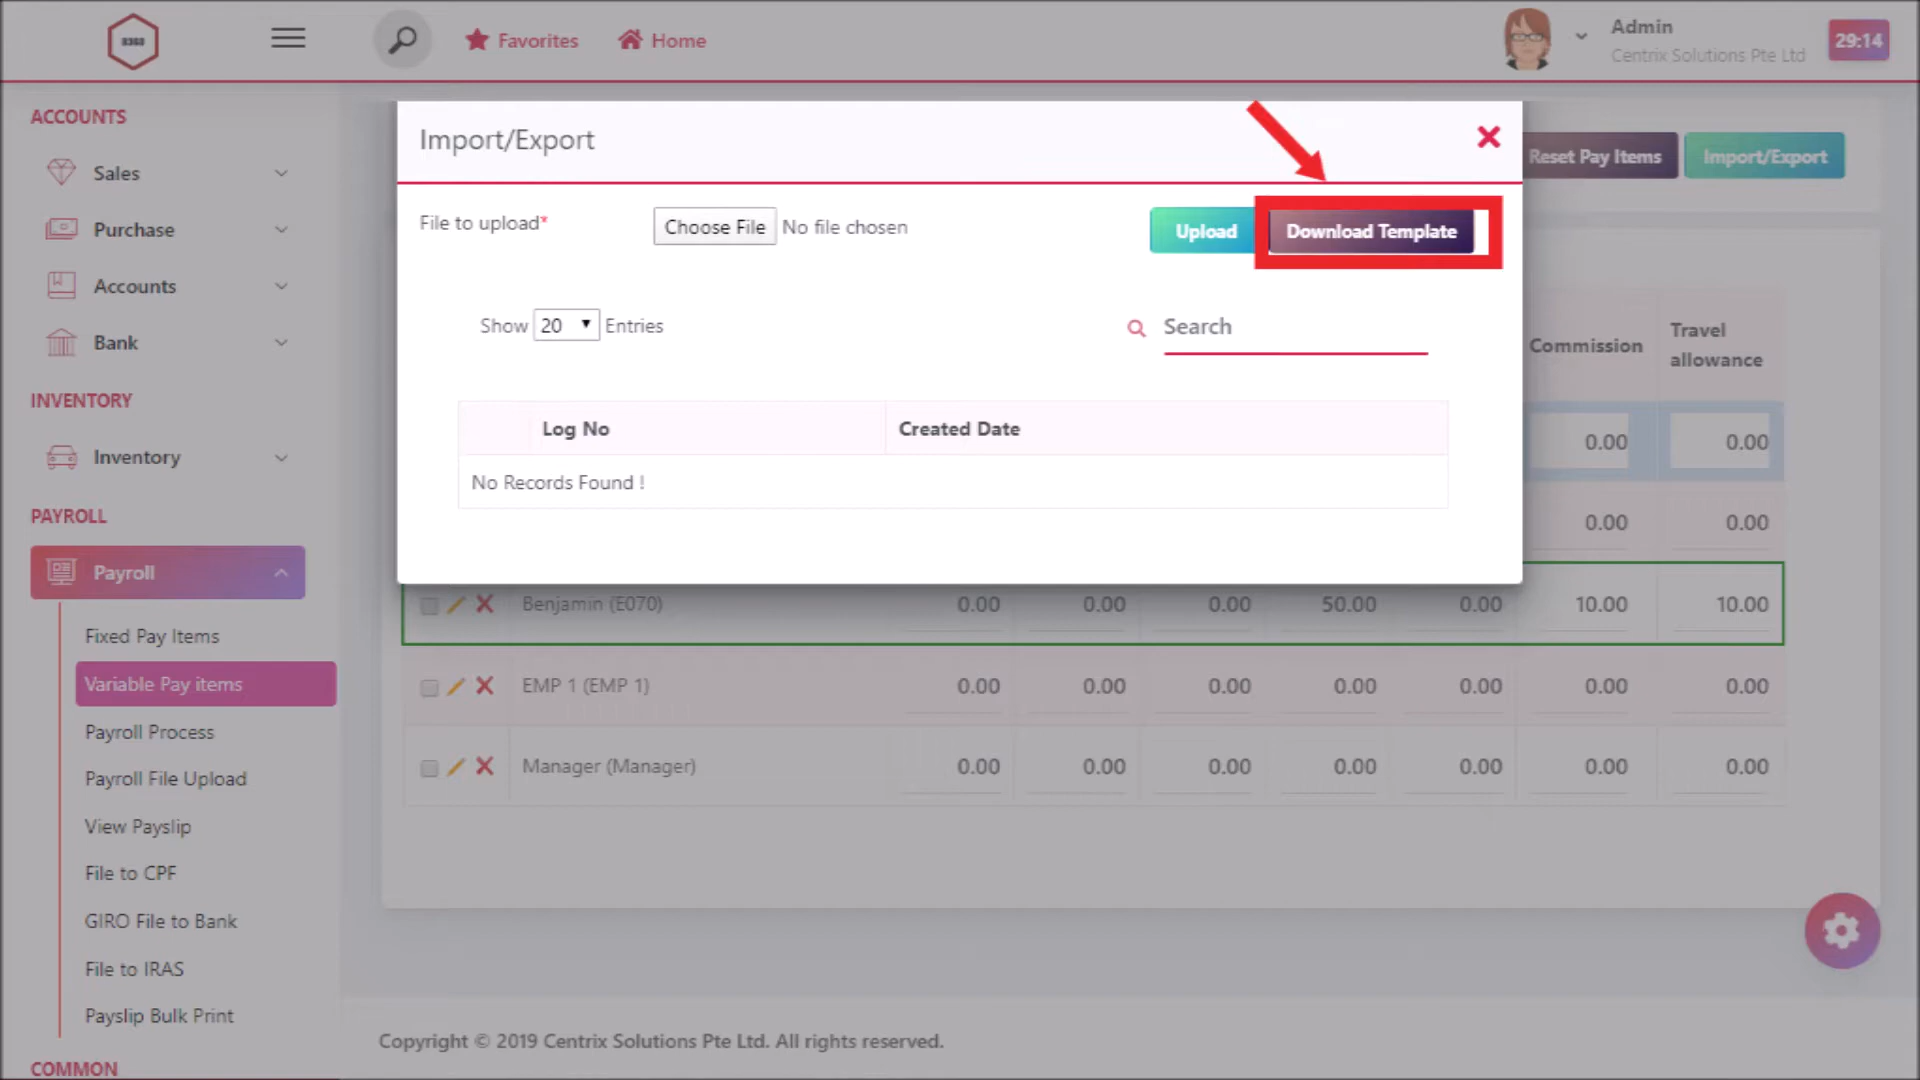 8368
Favorites
Home
Admin
Centrix Solutions Pte Ltd
29:14
ACCOUNTS
Sales
Purchase
Accounts
Bank
INVENTORY
Inventory
PAYROLL
Payroll
Fixed Pay Items
Variable Pay items
Payroll Process
Payroll File Upload
View Payslip
File to CPF
GIRO File to Bank
File to IRAS
Payslip Bulk Print
COMMON
Reset Pay Items
Import/Export
Import/Export
File to upload*
Choose File No file chosen
Upload
Download Template
Show 20 Entries
Search
Log No Created Date
No Records Found !
Commission Travel
allowance
0.00 0.00
0.00 0.00
Benjamin (E070) 0.00 0.00 0.00 50.00 0.00 10.00 10.00
EMP 1 (EMP 1) 0.00 0.00 0.00 0.00 0.00 0.00 0.00
Manager (Manager) 0.00 0.00 0.00 0.00 0.00 0.00 0.00
Copyright © 2019 Centrix Solutions Pte Ltd. All rights reserved.